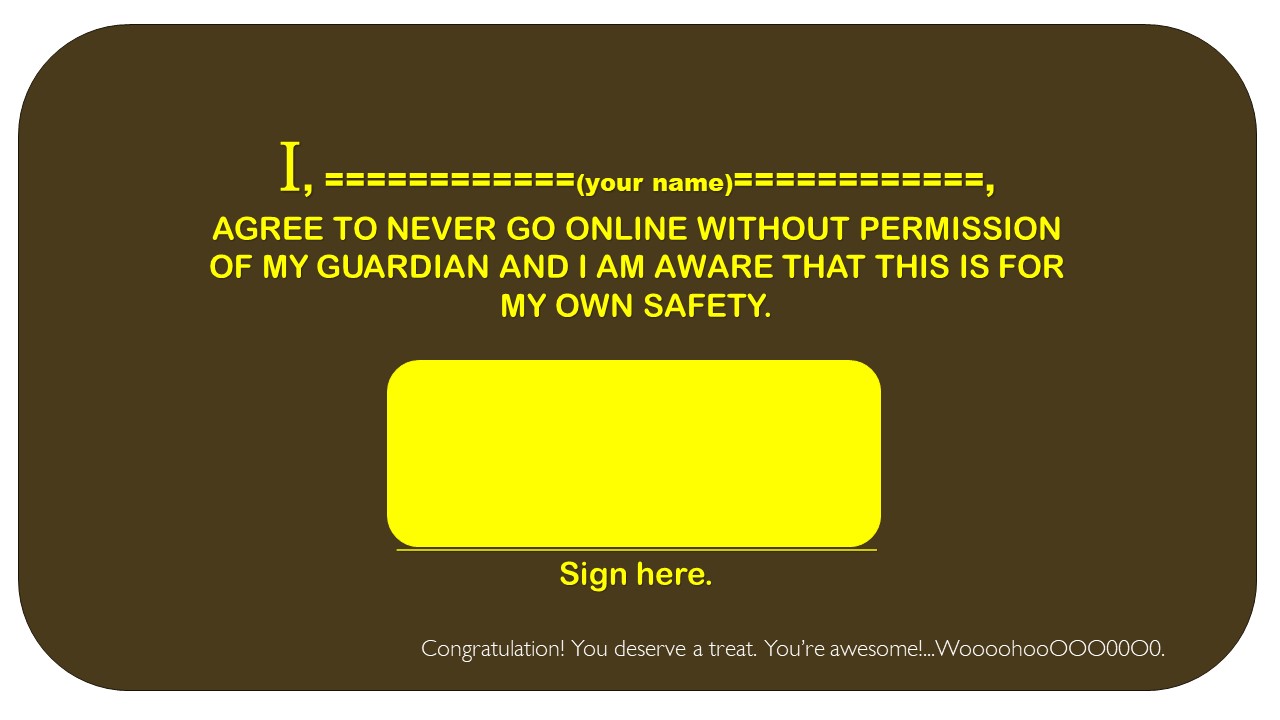 I, ============(your name)============,
AGREE TO NEVER GO ONLINE WITHOUT PERMISSION
OF MY GUARDIAN AND I AM AWARE THAT THIS IS FOR
MY OWN SAFETY.
Sign here.
Congratulation! You deserve a treat. You’re awesome!...WoooohooOOO00O0.